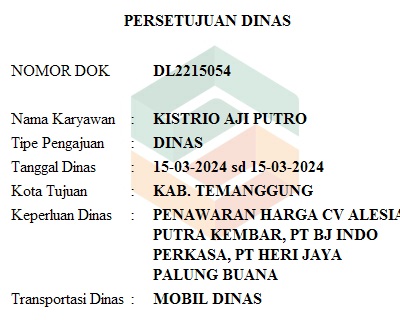 PERSETUJUAN DINAS
NOMOR DOK DL2215054
Nama Karyawan : KISTRIO AJI PUTRO
Tipe Pengajuan : DINAS
Tanggal Dinas : 15-03-2024 sd 15-03-2024
Kota Tujuan : KAB. TEMANGGUNG
Keperluan Dinas : PENAWARAN HARGA CV ALESIA
PUTRA KEMBAR, PT BJ INDO
PERKASA, PT HERI JAYA
PALUNG BUANA
Transportasi Dinas : MOBIL DINAS